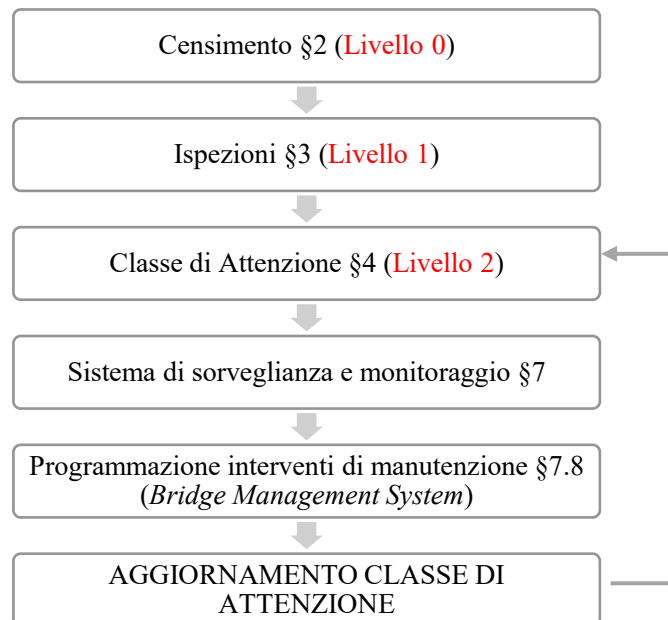 Censimento §2 (Livello 0)
Ispezioni §3 (Livello 1)
Classe di Attenzione §4 (Livello 2)
Sistema di sorveglianza e monitoraggio §7
Programmazione interventi di manutenzione §7.8
(Bridge Management System)
AGGIORNAMENTO CLASSE DI
ATTENZIONE